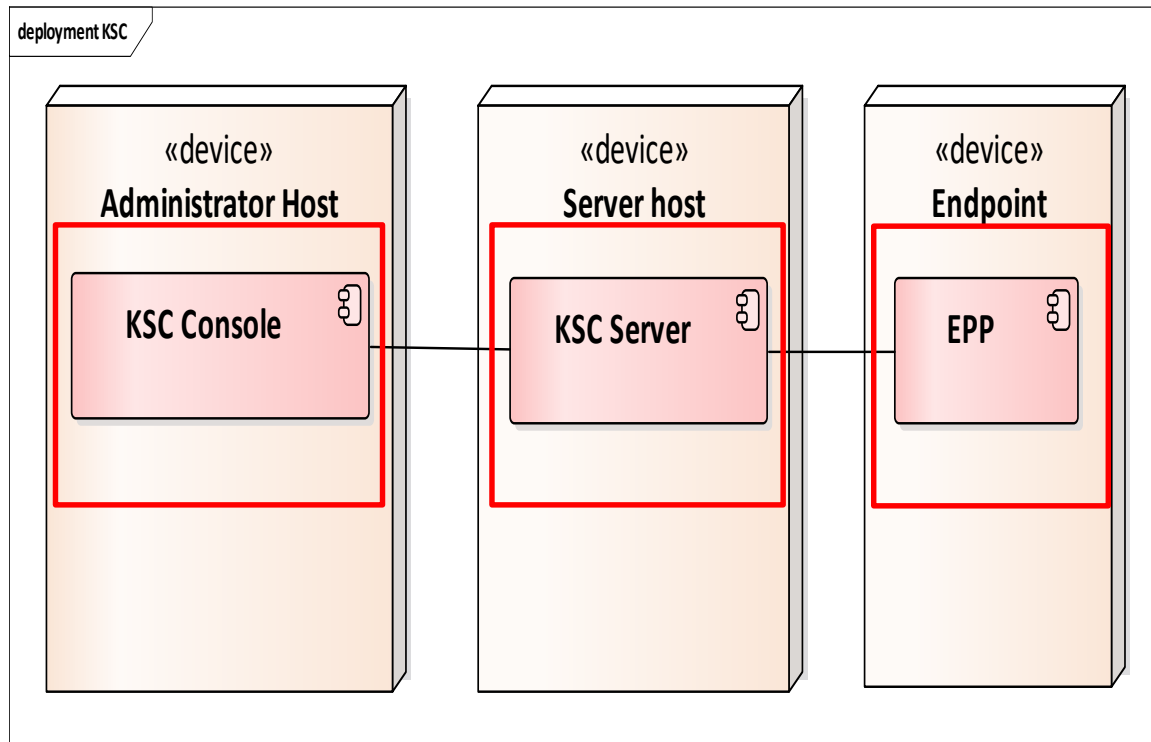 deployment KSC
«device»
Administrator Host
KSC Console
«device»
Server host
KSC Server
«device»
Endpoint
EPP